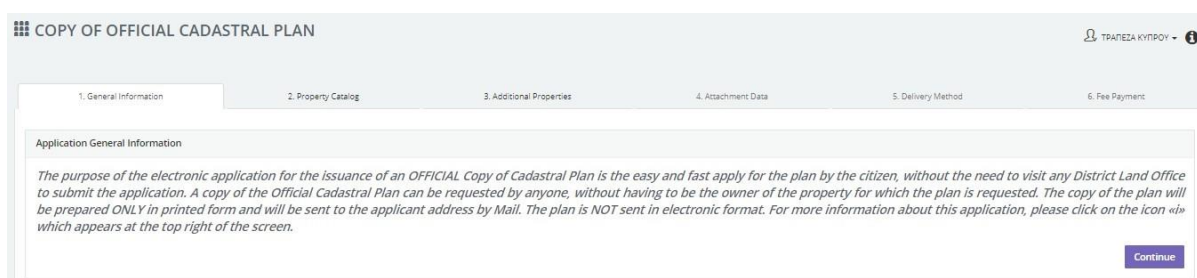 COPY OF OFFICIAL CADASTRAL PLAN
ΤΡΑΠΕΖΑ ΚΥΠΡΟΥ
1. General Information
2. Property Catalog
3. Additional Properties
4. Attachment Data
5. Delivery Method
6. Fee Payment
Application General Information
The purpose of the electronic application for the issuance of an OFFICIAL Copy of Cadastral Plan is the easy and fast apply for the plan by the citizen, without the need to visit any District Land Office
to submit the application. A copy of the Official Cadastral Plan can be requested by anyone, without having to be the owner of the property for which the plan is requested. The copy of the plan will
be prepared ONLY in printed form and will be sent to the applicant address by Mail. The plan is NOT sent in electronic format. For more information about this application, please click on the icon «i»
which appears at the top right of the screen.
Continue